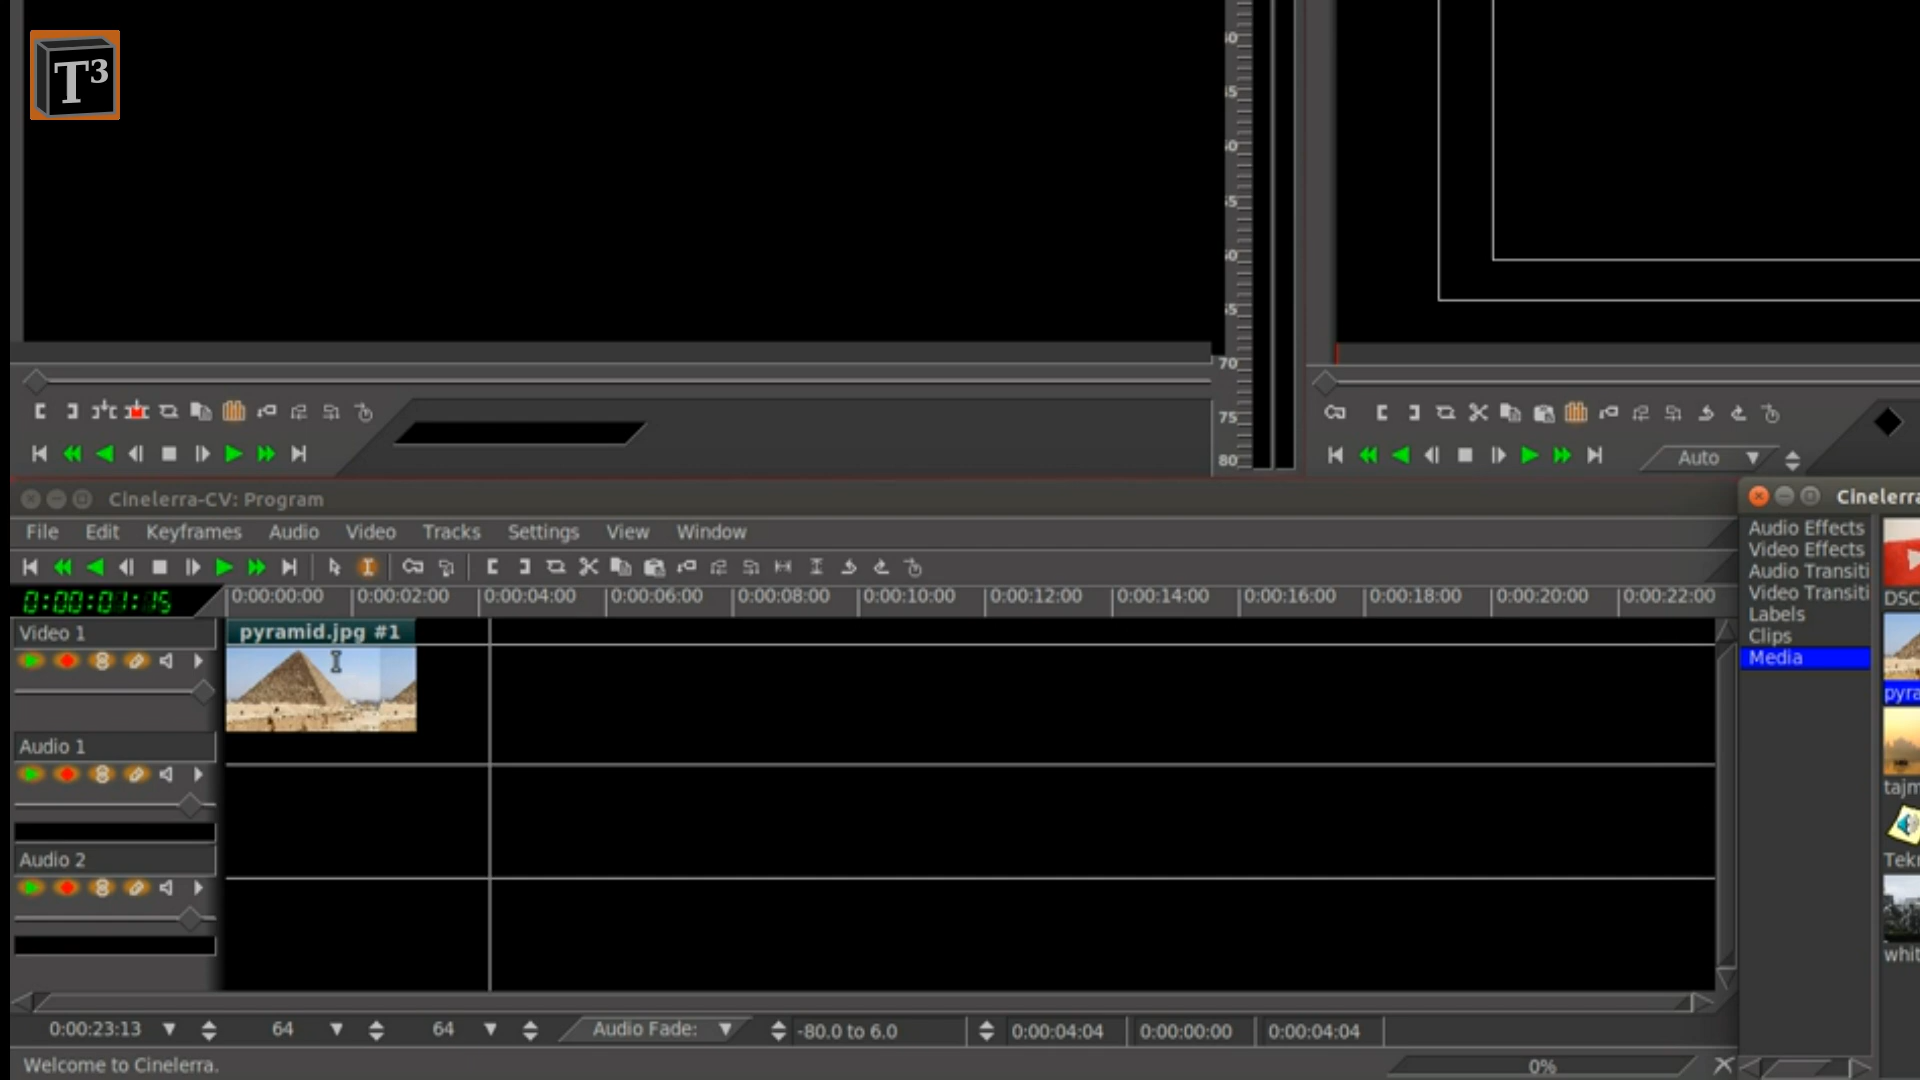 T³
70
75
80
Auto
Cinelerra-CV: Program
File Edit Keyframes Audio Video Tracks Settings View Window
0:00:01:15
0:00:00:00 0:00:02:00 0:00:04:00 0:00:06:00 0:00:08:00 0:00:10:00 0:00:12:00 0:00:14:00 0:00:16:00 0:00:18:00 0:00:20:00 0:00:22:00
Video 1
pyramid.jpg #1
Audio 1
Audio 2
0:00:23:13 64 64 Audio Fade: -80.0 to 6.0 0:00:04:04 0:00:00:00 0:00:04:04
Welcome to Cinelerra.
0%
Cinelerra
Audio Effects
Video Effects
Audio Transiti
Video Transiti
Labels
Clips
Media
DSC
pyra
tajm
Tekn
whit